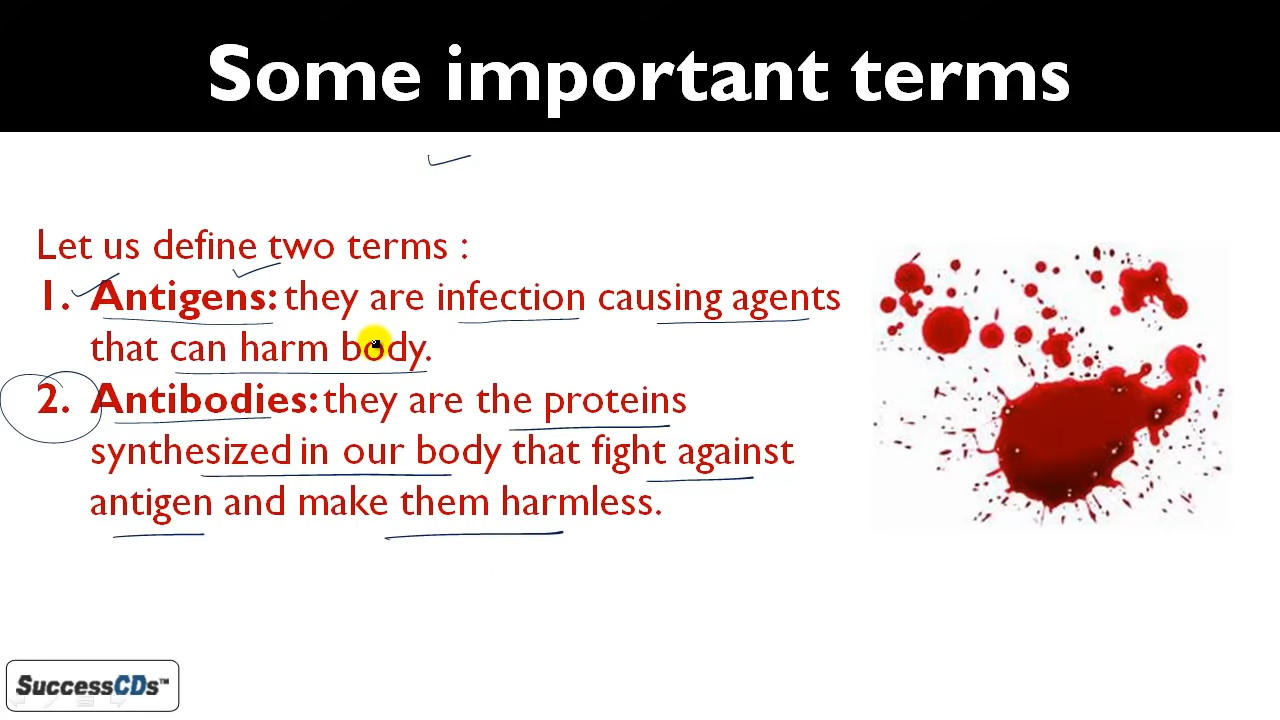 Some important terms
Let us define two terms :
1. Antigens: they are infection causing agents
that can harm body.
2. Antibodies: they are the proteins
synthesized in our body that fight against
antigen and make them harmless.
SuccessCDs™